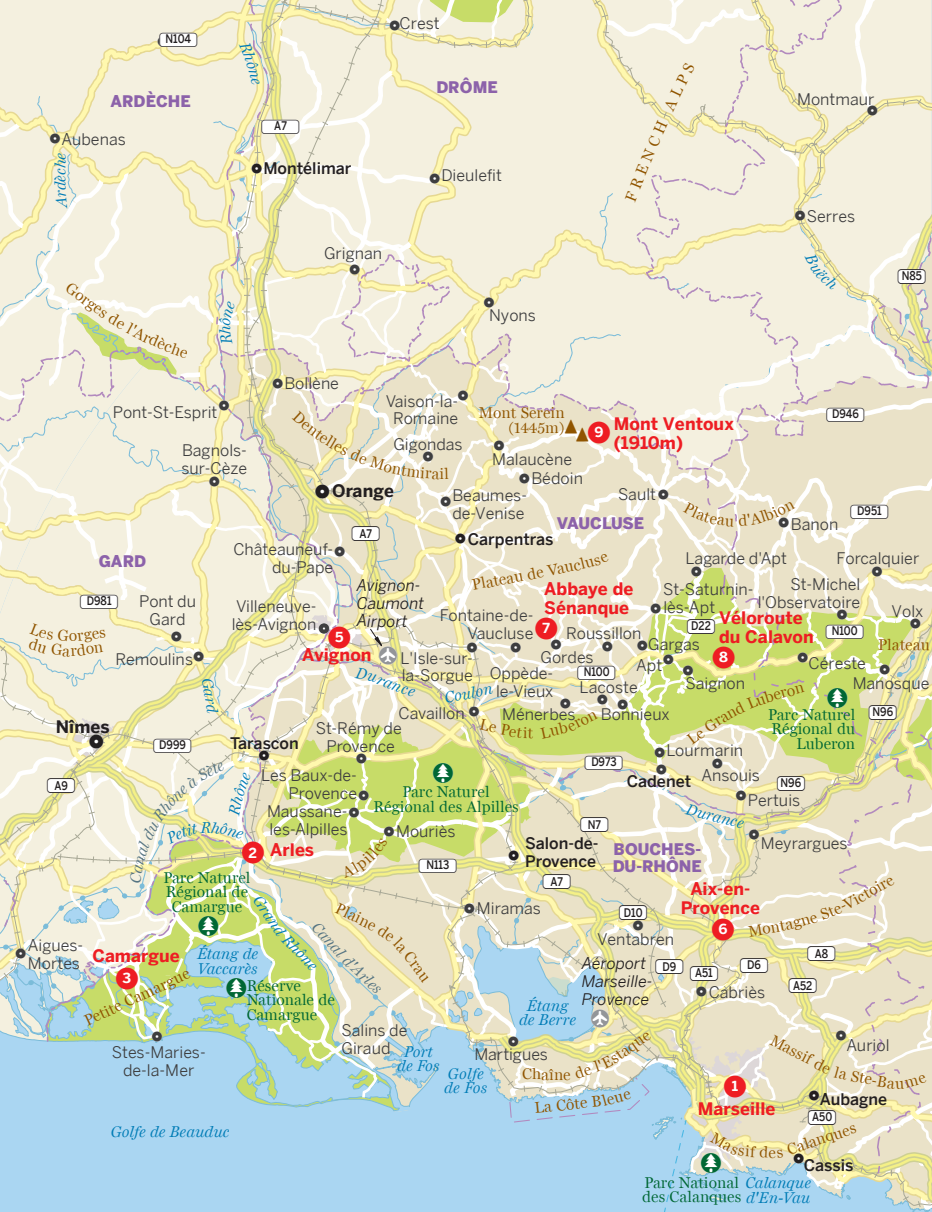 Crest
N104
Rhône
DRÔME
ARDÈCHE
FRENCH ALPS
Montmaur
A7
Aubenas
Ardèche
Montélimar
Dieulefit
Serres
Grignan
Buëch
N85
Gorges de l'Ardèche
Rhône
Nyons
Bollène
Pont-St-Esprit
Vaison-la-
Romaine
Mont Serein
(1445m)
9
Mont Ventoux
(1910m)
D946
Dentelles de Montmirail
Gigondas
Malaucène
Bédoin
Bagnols-
sur-Cèze
Orange
Beaumes-
de-Venise
Sault
Plateau d'Albion
D951
Banon
VAUCLUSE
A7
Carpentras
Châteauneuf-
du-Pape
GARD
Plateau de Vaucluse
Lagarde d'Apt
Forcalquier
Avignon-
Caumont
Airport
Abbaye de
Sénanque
7
St-Saturnin-
lès-Apt
St-Michel
l'Observatoire
D981
Pont du
Gard
Villeneuve-
lès-Avignon
Fontaine-de-
Vaucluse
Véloroute
du Calavon
8
D22
Volx
N100
Les Gorges
du Gardon
5
Avignon
Roussillon
Gargas
Plateau
Remoulins
L'Isle-sur-
la-Sorgue
Gordes
Apt
Céreste
N100
Saignon
Manosque
Gard
Durance
Coulon
Oppède-
le-Vieux
Lacoste
Le Grand Luberon
Cavaillon
Ménerbes
Bonnieux
Le Petit Luberon
Parc Naturel
Régional du
Luberon
N96
Nîmes
St-Rémy de
Provence
D999
Tarascon
Lourmarin
D973
Cadenet
Ansouis
A9
Canal du Rhône à Sète
Rhône
Les Baux-de-
Provence
Parc Naturel
Régional des Alpilles
N96
Pertuis
Maussane-
les-Alpilles
Durance
Petit Rhône
Mouriès
N7
Meyrargues
2
Arles
Alpilles
Salon-de-
Provence
BOUCHES-
DU-RHÔNE
N113
Parc Naturel
Régional de
Camargue
A7
Aix-en-
Provence
6
Montagne Ste-Victoire
Grand Rhône
Plaine de la Crau
Miramas
D10
Ventabren
Canal d'Arles
Aigues-
Mortes
Camargue
3
Étang de
Vaccarès
Aéroport
Marseille-
Provence
D9
A51
D6
A8
A52
Petite Camargue
Réserve
Nationale de
Camargue
Cabriès
Étang
de Berre
Salins de
Giraud
Stes-Maries-
de-la-Mer
Port
de Fos
Martigues
Auriol
Chaîne de l'Estaque
Massif de la Ste-Baume
Golfe
de Fos
1
Marseille
La Côte Bleue
Aubagne
A50
Golfe de Beauduc
Massif des Calanques
Cassis
Parc National
des Calanques
Calanque
d'En-Vau